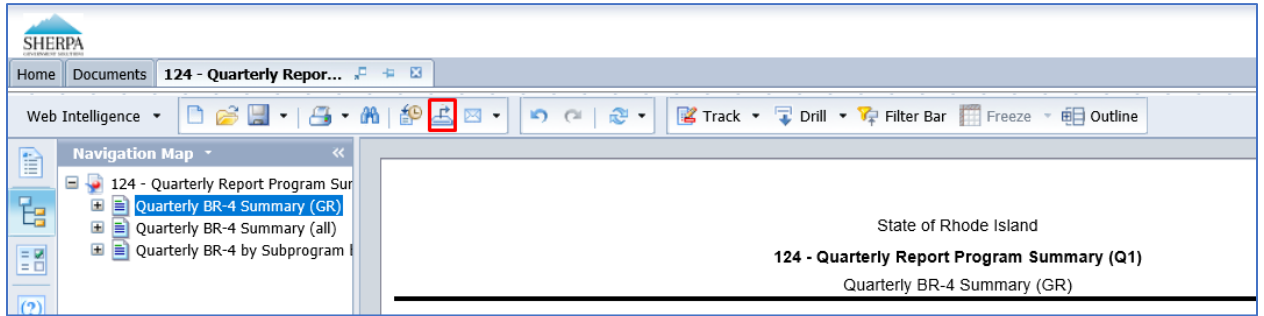 SHERPA
GOVERNMENT SOLUTIONS
Home Documents 124 - Quarterly Repor...
Web Intelligence Track Drill Filter Bar Freeze Outline
Navigation Map
124 - Quarterly Report Program Sur
Quarterly BR-4 Summary (GR)
Quarterly BR-4 Summary (all)
Quarterly BR-4 by Subprogram
State of Rhode Island
124 - Quarterly Report Program Summary (Q1)
Quarterly BR-4 Summary (GR)